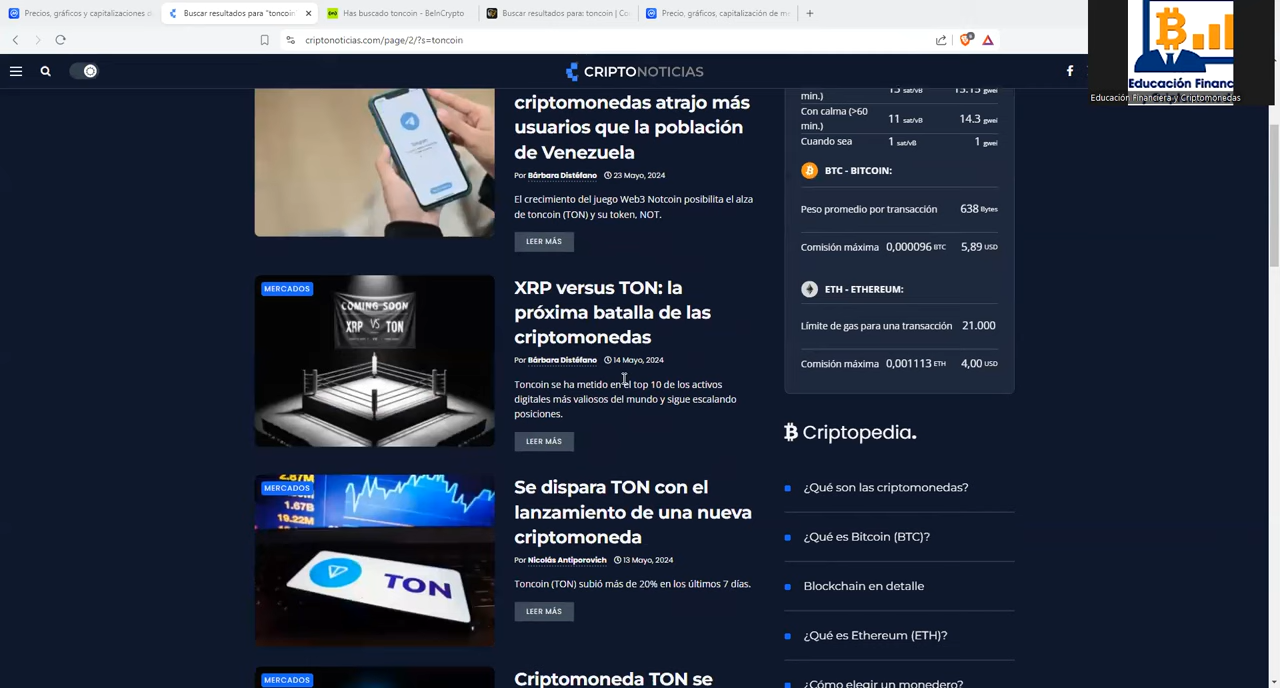 Precios, gráficos y capitalizaciones d
Buscar resultados para "toncoin
Has buscado toncoin - BeInCrypto
Buscar resultados para: toncoin | Co
Precio, gráficos, capitalización de m
criptonoticias.com/page/2/?s=toncoin
CRIPTONOTICIAS
Educación Financ
Educación Financiera y Criptomonedas
criptomonedas atrajo más
usuarios que la población
de Venezuela
Por Bárbara Distéfano 23 Mayo, 2024
El crecimiento del juego Web3 Notcoin posibilita el alza
de toncoin (TON) y su token, NOT.
LEER MÁS
MERCADOS
COMING SOON
XRP VS TON
XRP versus TON: la
próxima batalla de las
criptomonedas
Por Bárbara Distéfano 14 Mayo, 2024
Toncoin se ha metido en el top 10 de los activos
digitales más valiosos del mundo y sigue escalando
posiciones.
LEER MÁS
MERCADOS
2.87M
1.67B
19.22M
TON
Se dispara TON con el
lanzamiento de una nueva
criptomoneda
Por Nicolás Antiporovich 13 Mayo, 2024
Toncoin (TON) subió más de 20% en los últimos 7 días.
LEER MÁS
MERCADOS
Criptomoneda TON se
min.)
Con calma (>60 11 sat/vB 14.3 gwei
min.)
Cuando sea 1 sat/vB 1 gwei
BTC - BITCOIN:
Peso promedio por transacción 638 Bytes
Comisión máxima 0,000096 BTC 5,89 USD
ETH - ETHEREUM:
Límite de gas para una transacción 21.000
Comisión máxima 0,001113 ETH 4,00 USD
Criptopedia.
¿Qué son las criptomonedas?
¿Qué es Bitcoin (BTC)?
Blockchain en detalle
¿Qué es Ethereum (ETH)?
¿Cómo elegir un monedero?